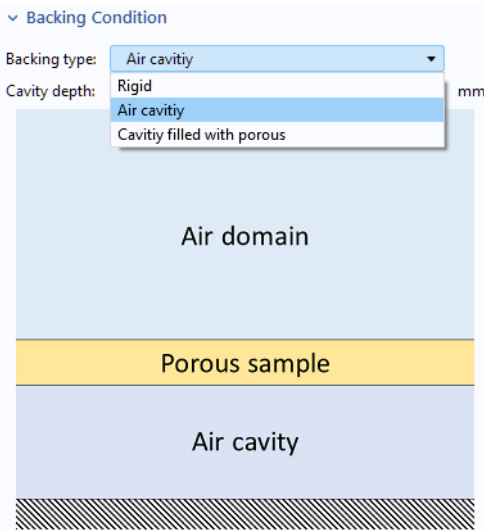 Backing Condition
Backing type: Air cavitiy
Cavity depth: mm
Rigid
Air cavitiy
Cavitiy filled with porous
Air domain
Porous sample
Air cavity